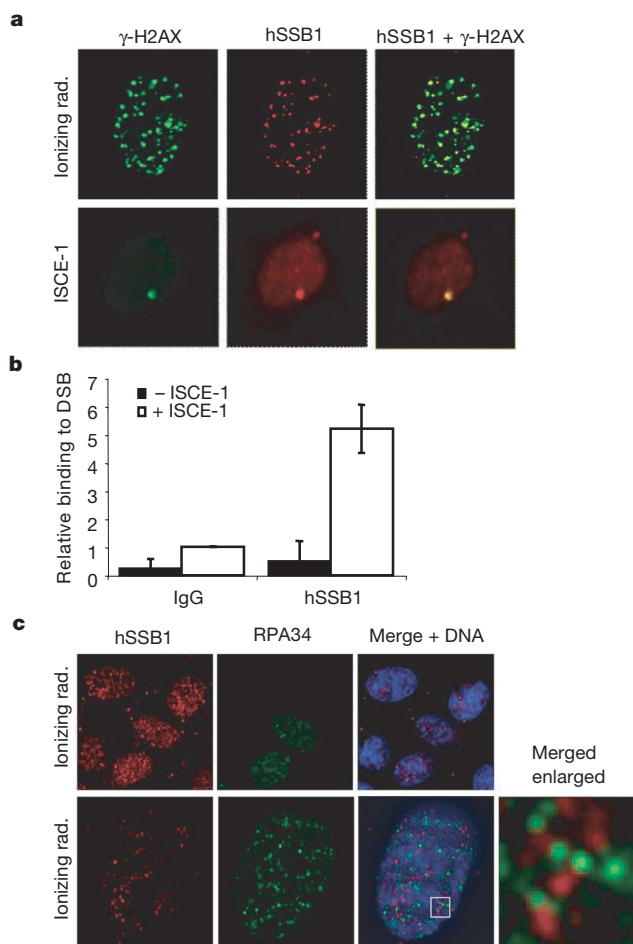 a
γ-H2AX hSSB1 hSSB1 + γ-H2AX
Ionizing rad.
ISCE-1
b
Relative binding to DSB
7
6
5
4
3
2
1
0
– ISCE-1
+ ISCE-1
IgG hSSB1
c
hSSB1 RPA34 Merge + DNA
Ionizing rad.
Merged
enlarged
Ionizing rad.